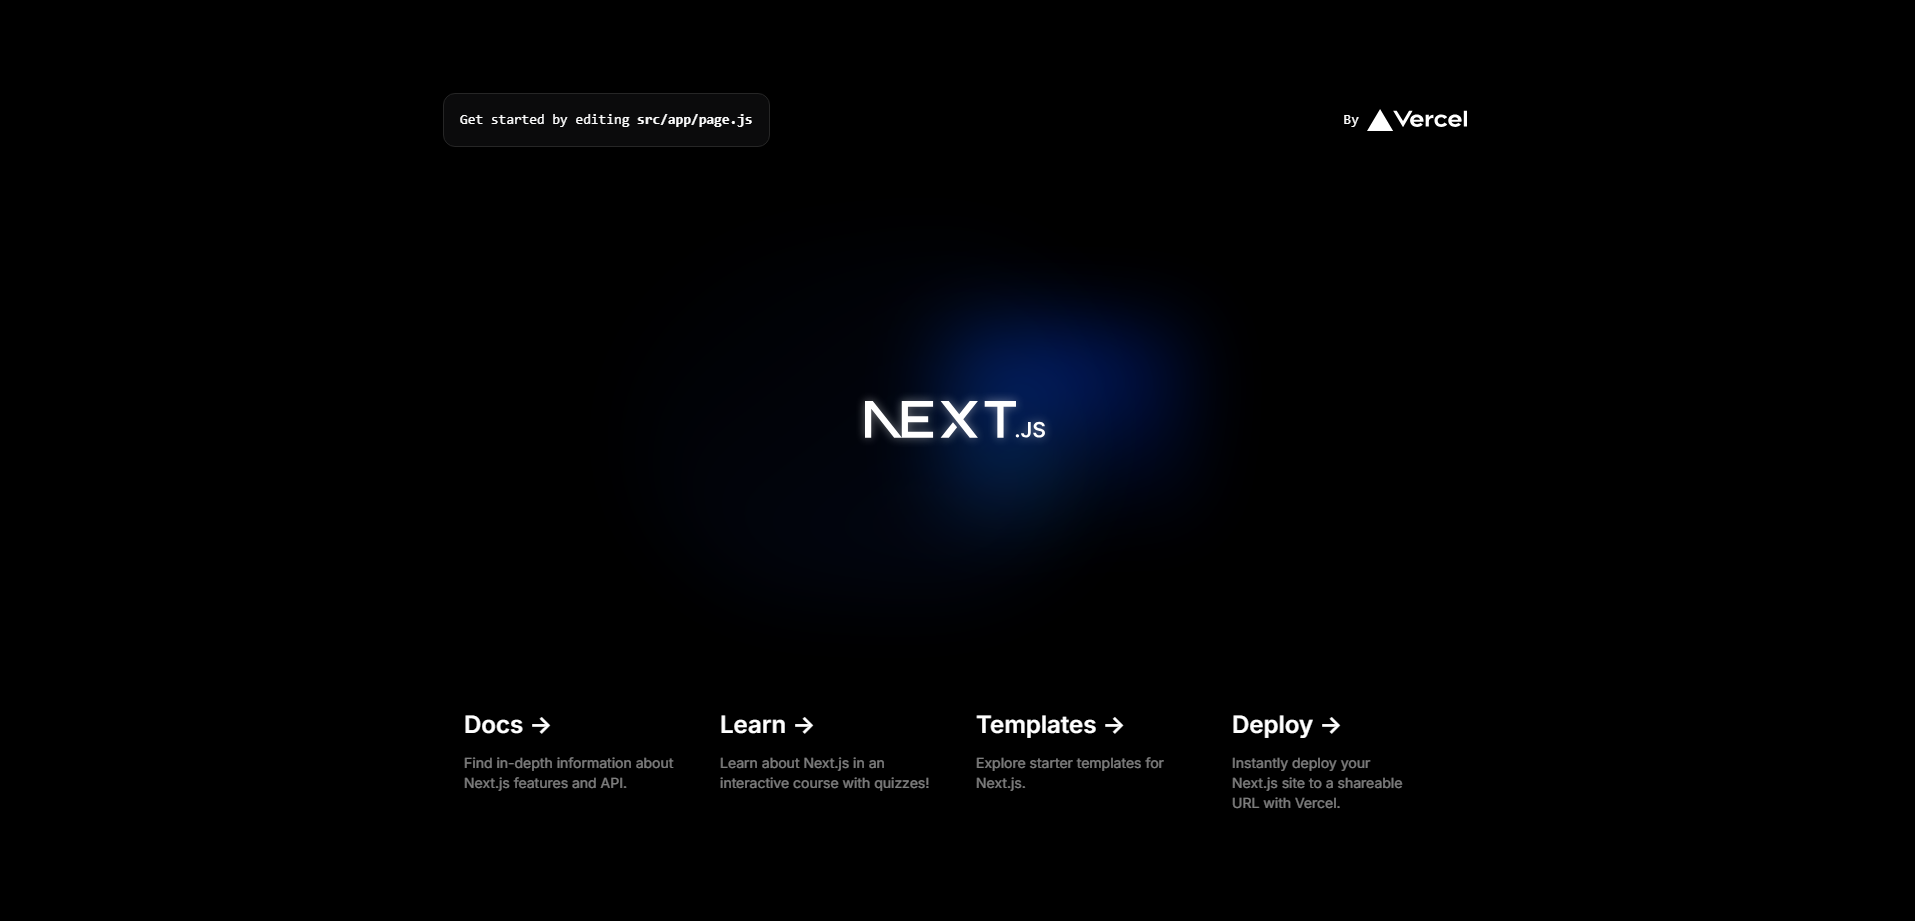 Get started by editing src/app/page.js
By ▲Vercel
NEXT.JS
Docs ->
Find in-depth information about
Next.js features and API.
Learn ->
Learn about Next.js in an
interactive course with quizzes!
Templates ->
Explore starter templates for
Next.js.
Deploy ->
Instantly deploy your
Next.js site to a shareable
URL with Vercel.